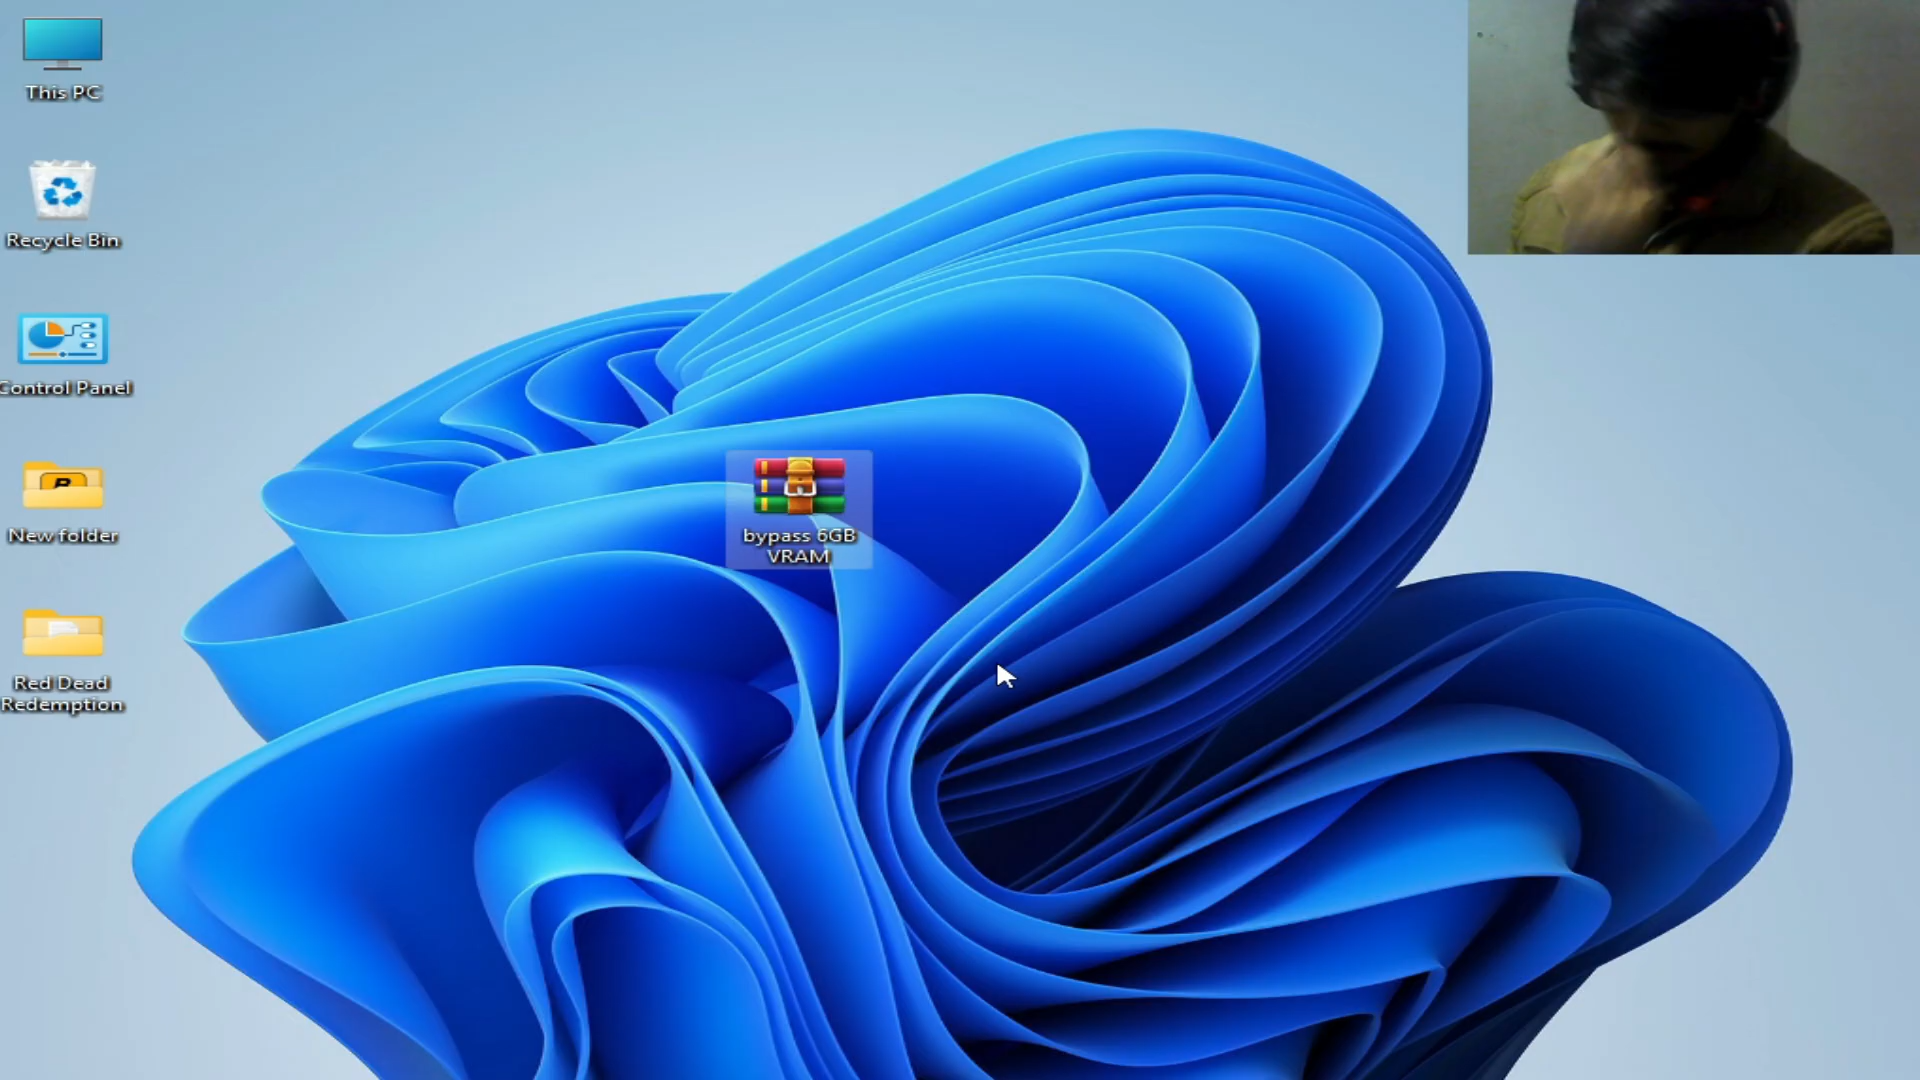 This PC
Recycle Bin
Control Panel
New folder
Red Dead
Redemption
bypass 6GB
VRAM